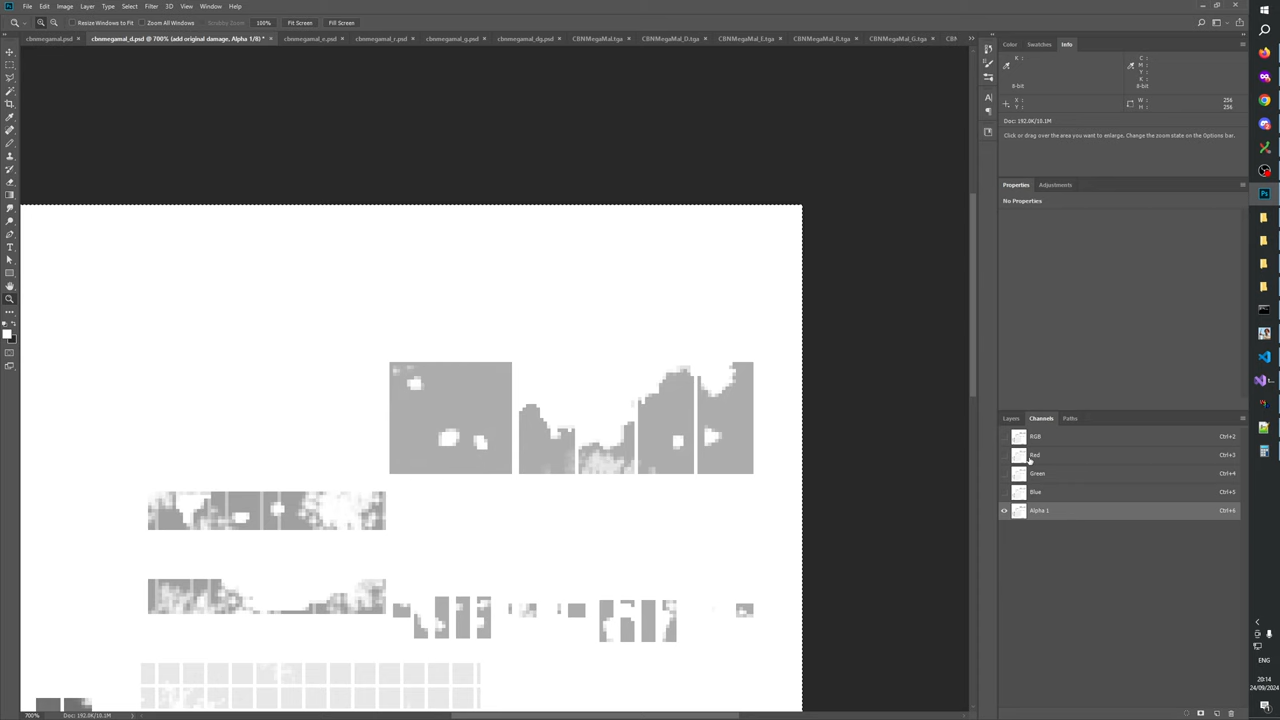 File Edit Image Layer Type Select Filter 3D View Window Help
Resize Windows to Fit Zoom All Windows Scrubby Zoom 100% Fit Screen Fill Screen
cbnmegamal.psd × cbnmegamal_d.psd @ 700% (add original damage, Alpha 1/8) * × cbnmegamal_e.psd × cbnmegamal_r.psd × cbnmegamal_g.psd × cbnmegamal_dg.psd × CBNMegaMal.tga × CBNMegaMal_D.tga × CBNMegaMal_E.tga × CBNMegaMal_R.tga × CBNMegaMal_G.tga × CBN
Color Swatches Info
K :
C :
M :
Y :
K :
8-bit
8-bit
X :
Y :
W : 256
H : 256
Doc: 192.0K/10.1M
Click or drag over the area you want to enlarge. Change the zoom state on the Options bar.
Properties Adjustments
No Properties
Layers Channels Paths
RGB Ctrl+2
Red Ctrl+3
Green Ctrl+4
Blue Ctrl+5
Alpha 1 Ctrl+6
ENG
20:14
24/09/2024
700% Doc: 192.0K/10.1M